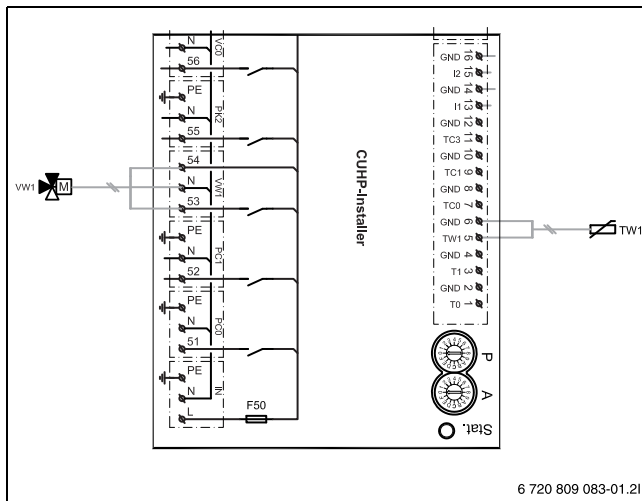 N
VC0
56
PE
N
PK2
55
54
VW1
M
N
VW1
53
PE
N
PC1
52
PE
N
PC0
51
PE
N
IN
L
F50
CUHP-Installer
GND 16
I2 15
GND 14
I1 13
GND 12
TC3 11
GND 10
TC1 9
GND 8
TC0 7
GND 6
TW1 5
GND 4
T1 3
GND 2
T0 1
TW1
P
A
Stat.
6 720 809 083-01.2I